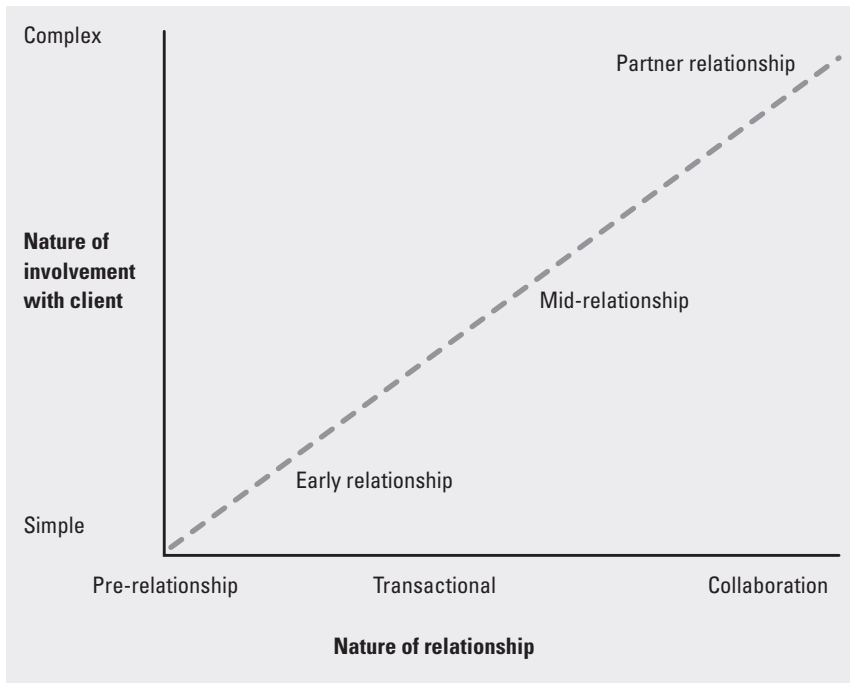 Complex
Partner relationship
Nature of
involvement
with client
Mid-relationship
Early relationship
Simple
Pre-relationship
Transactional
Collaboration
Nature of relationship